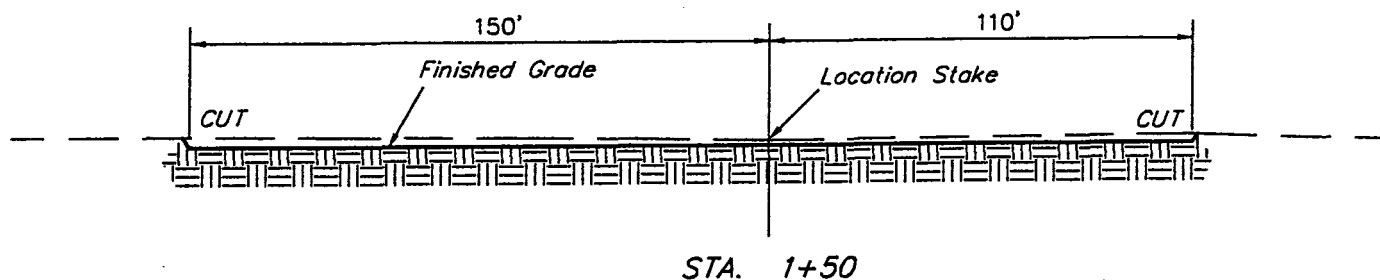 150'
110'
Finished Grade
Location Stake
CUT
CUT
STA. 1+50